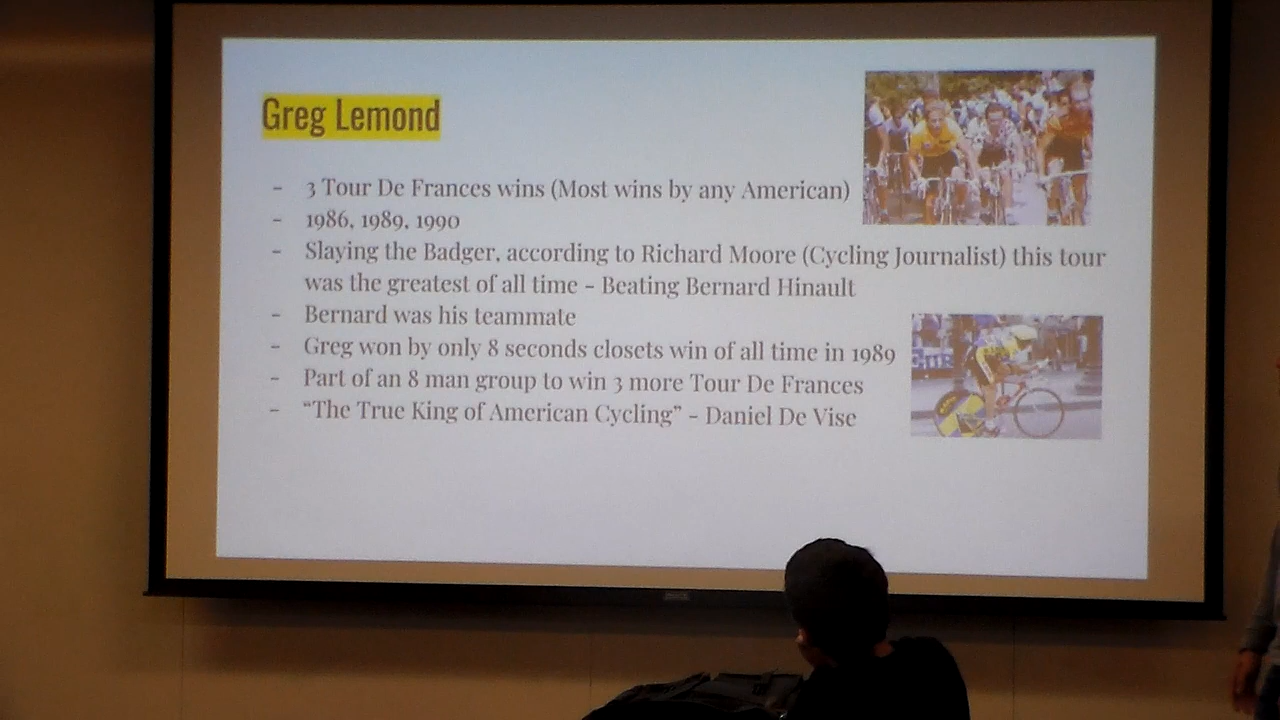 Greg Lemond
- 3 Tour De Frances wins (Most wins by any American)
- 1986, 1989, 1990
- Slaying the Badger, according to Richard Moore (Cycling Journalist) this tour
was the greatest of all time - Beating Bernard Hinault
- Bernard was his teammate
- Greg won by only 8 seconds closets win of all time in 1989
- Part of an 8 man group to win 3 more Tour De Frances
- “The True King of American Cycling” - Daniel De Vise